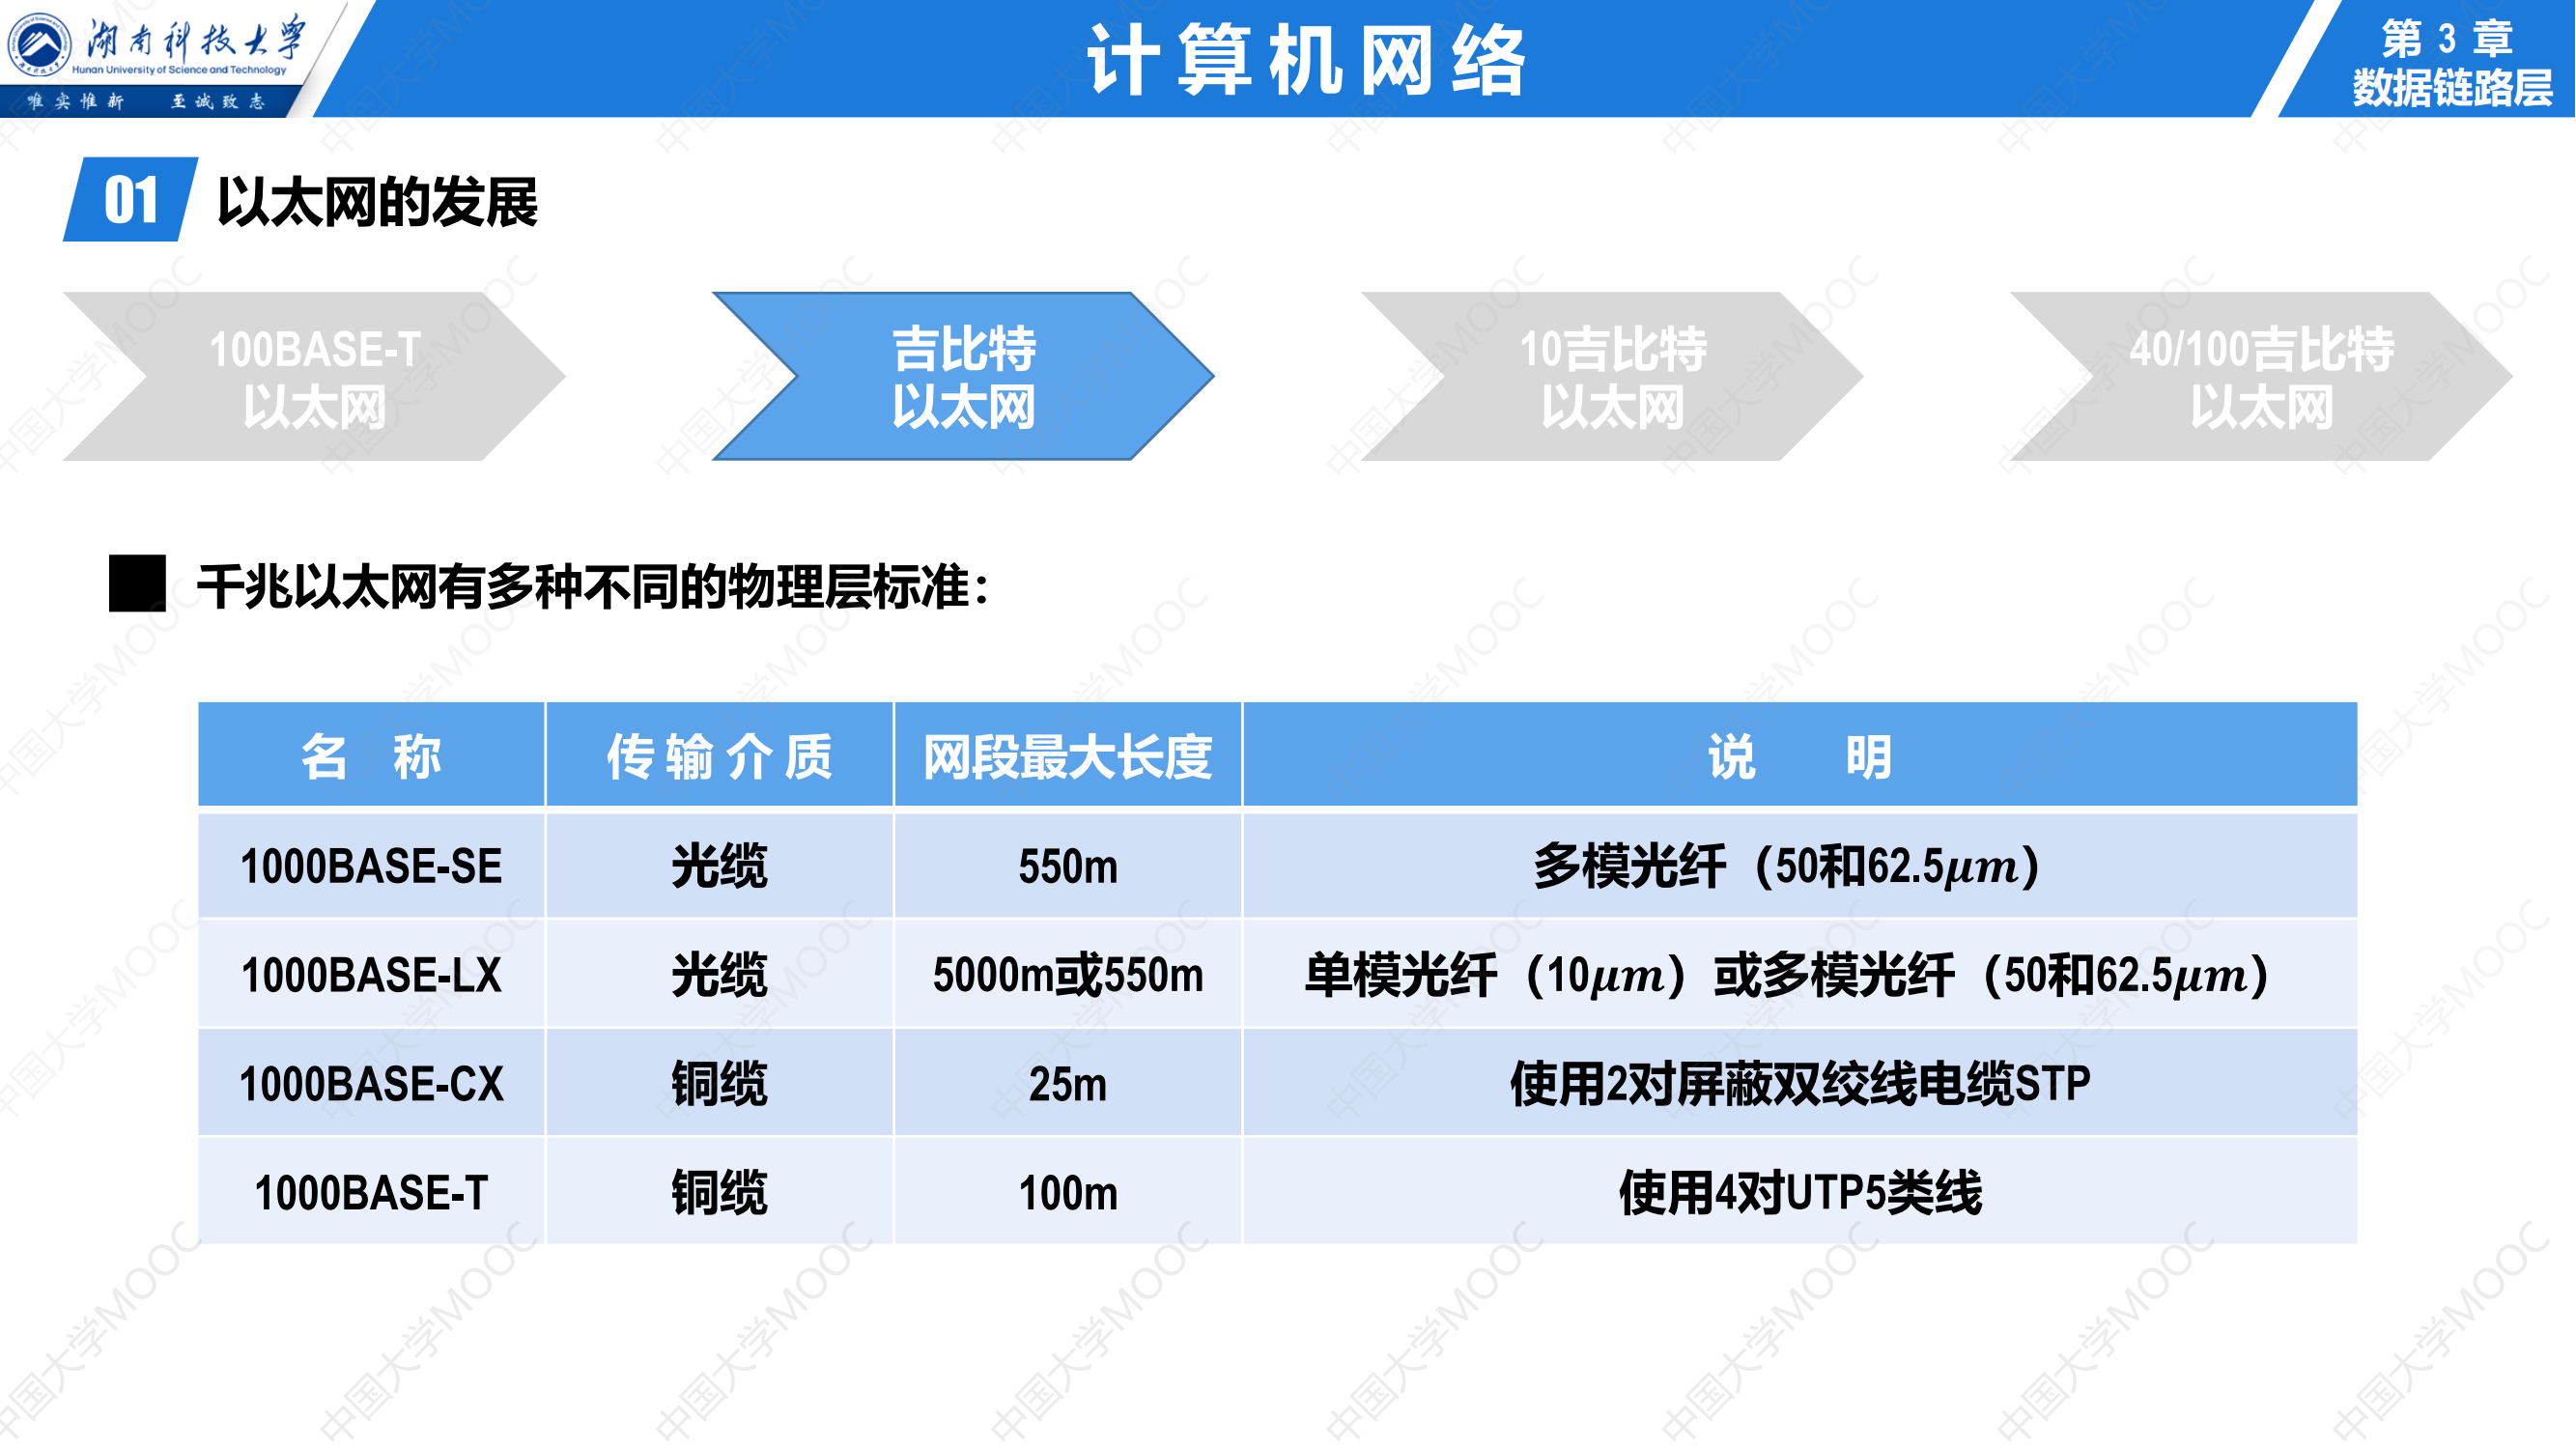 湖南科技大学
Hunan University of Science and Technology
唯实惟新 至诚致志
计算机网络
第 3 章
数据链路层
01 以太网的发展
100BASE-T
以太网
吉比特
以太网
10吉比特
以太网
40/100吉比特
以太网
千兆以太网有多种不同的物理层标准：
名 称 传输介质 网段最大长度 说 明
1000BASE-SE 光缆 550m 多模光纤（50和62.5μm）
1000BASE-LX 光缆 5000m或550m 单模光纤（10μm）或多模光纤（50和62.5μm）
1000BASE-CX 铜缆 25m 使用2对屏蔽双绞线电缆STP
1000BASE-T 铜缆 100m 使用4对UTP5类线
中国大学MOOC